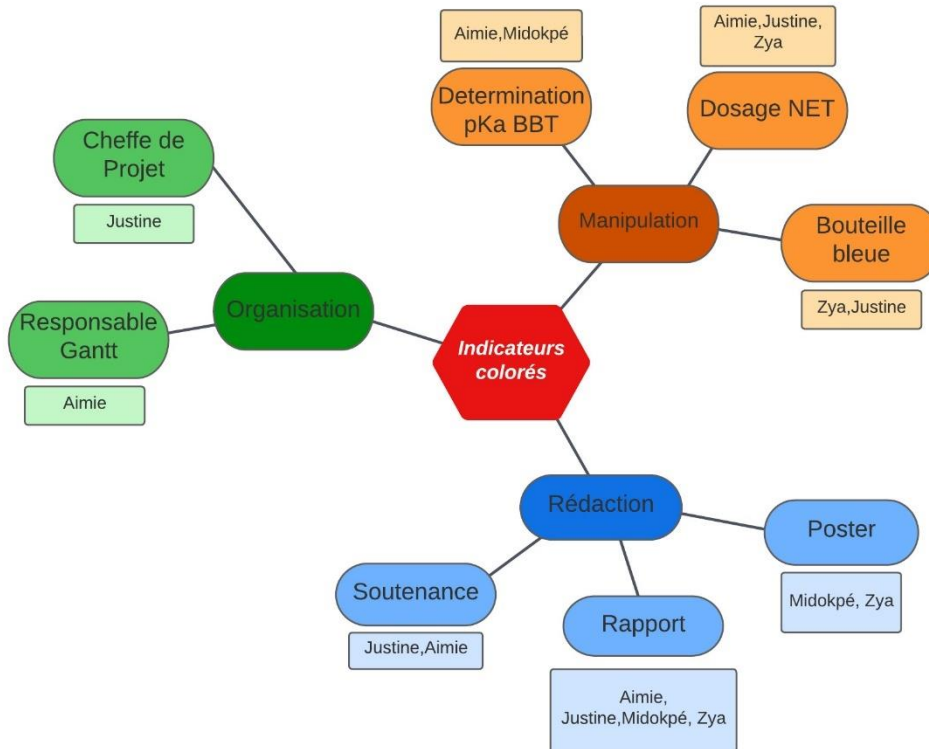 Aimie,Midokpé
Determination
pKa BBT
Aimie,Justine,
Zya
Dosage NET
Cheffe de
Projet
Justine
Manipulation
Bouteille
bleue
Zya,Justine
Organisation
Responsable
Gantt
Aimie
Indicateurs
colorés
Rédaction
Poster
Midokpé, Zya
Soutenance
Justine,Aimie
Rapport
Aimie,
Justine,Midokpé, Zya